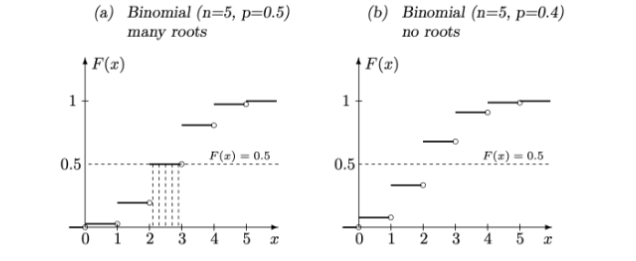 (a) Binomial (n=5, p=0.5)
many roots
F(x)
1
0.5
F(x) = 0.5
0 1 2 3 4 5 x
(b) Binomial (n=5, p=0.4)
no roots
F(x)
1
0.5
F(x) = 0.5
0 1 2 3 4 5 x